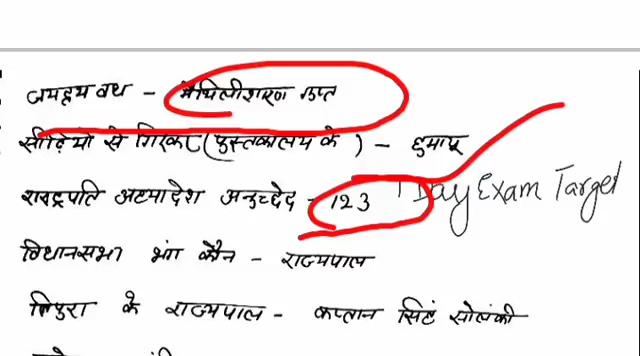 जयद्रथ वध - मैथिलीशरण गुप्त
सीढ़ियो से गिरकर (पुस्तकालय के) - हुमायू
राष्ट्रपति अध्यादेश अनुच्छेद - 123 1 Day Exam Target
विधानसभा भंग कौन - राज्यपाल
त्रिपुरा के राज्यपाल - कप्तान सिंह सोलंकी